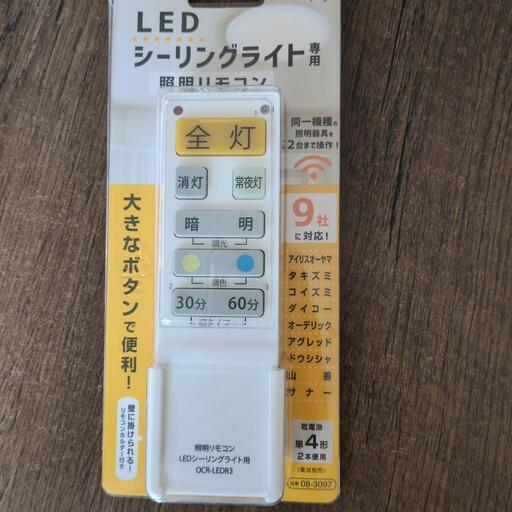 LED
シーリングライト専用
照明リモコン
同一機種の
照明器具を
2台まで操作!
9社
に対応!
アイリスオーヤマ
タキズミ
コイズミ
ダイコー
オーデリック
アグレッド
ドウシシャ
山善
サナー
乾電池
単4形
2本使用
(電池別売)
品番 08-3097
全灯
消灯
常夜灯
暗 明
調光
調色
30分 60分
切タイマー
照明リモコン
LEDシーリングライト用
OCR-LEDR3
大きなボタンで便利!
壁に掛けられる!
リモコンホルダー付き